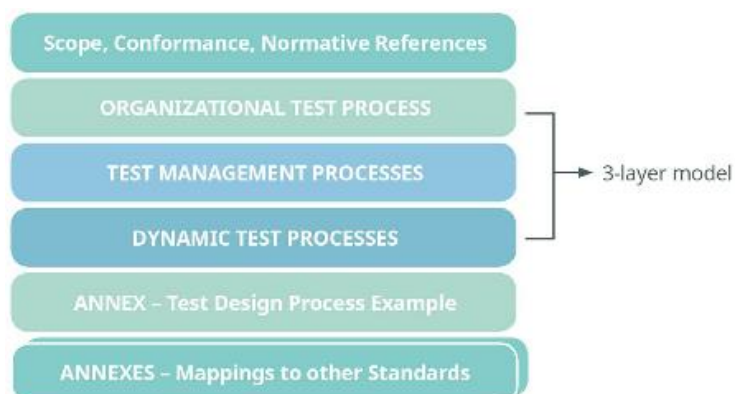 Scope, Conformance, Normative References
ORGANIZATIONAL TEST PROCESS
TEST MANAGEMENT PROCESSES
3-layer model
DYNAMIC TEST PROCESSES
ANNEX – Test Design Process Example
ANNEXES – Mappings to other Standards